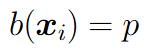 b(𝒙ᵢ) = p